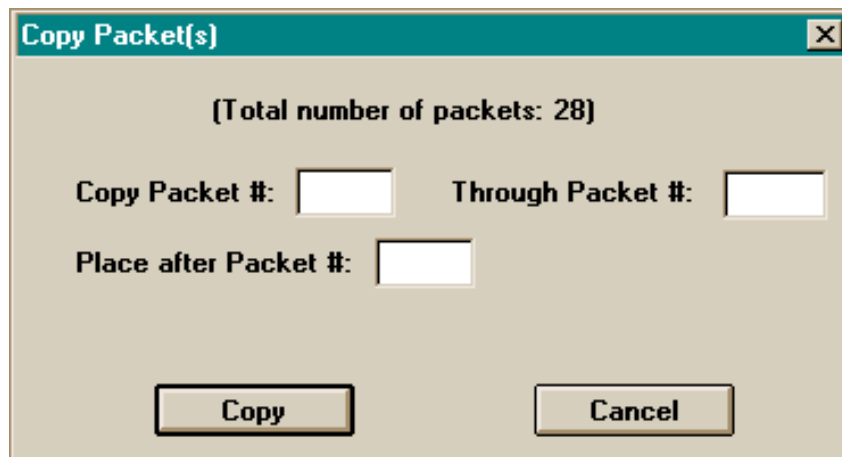 Copy Packet(s)
(Total number of packets: 28)
Copy Packet #: Through Packet #:
Place after Packet #:
Copy Cancel